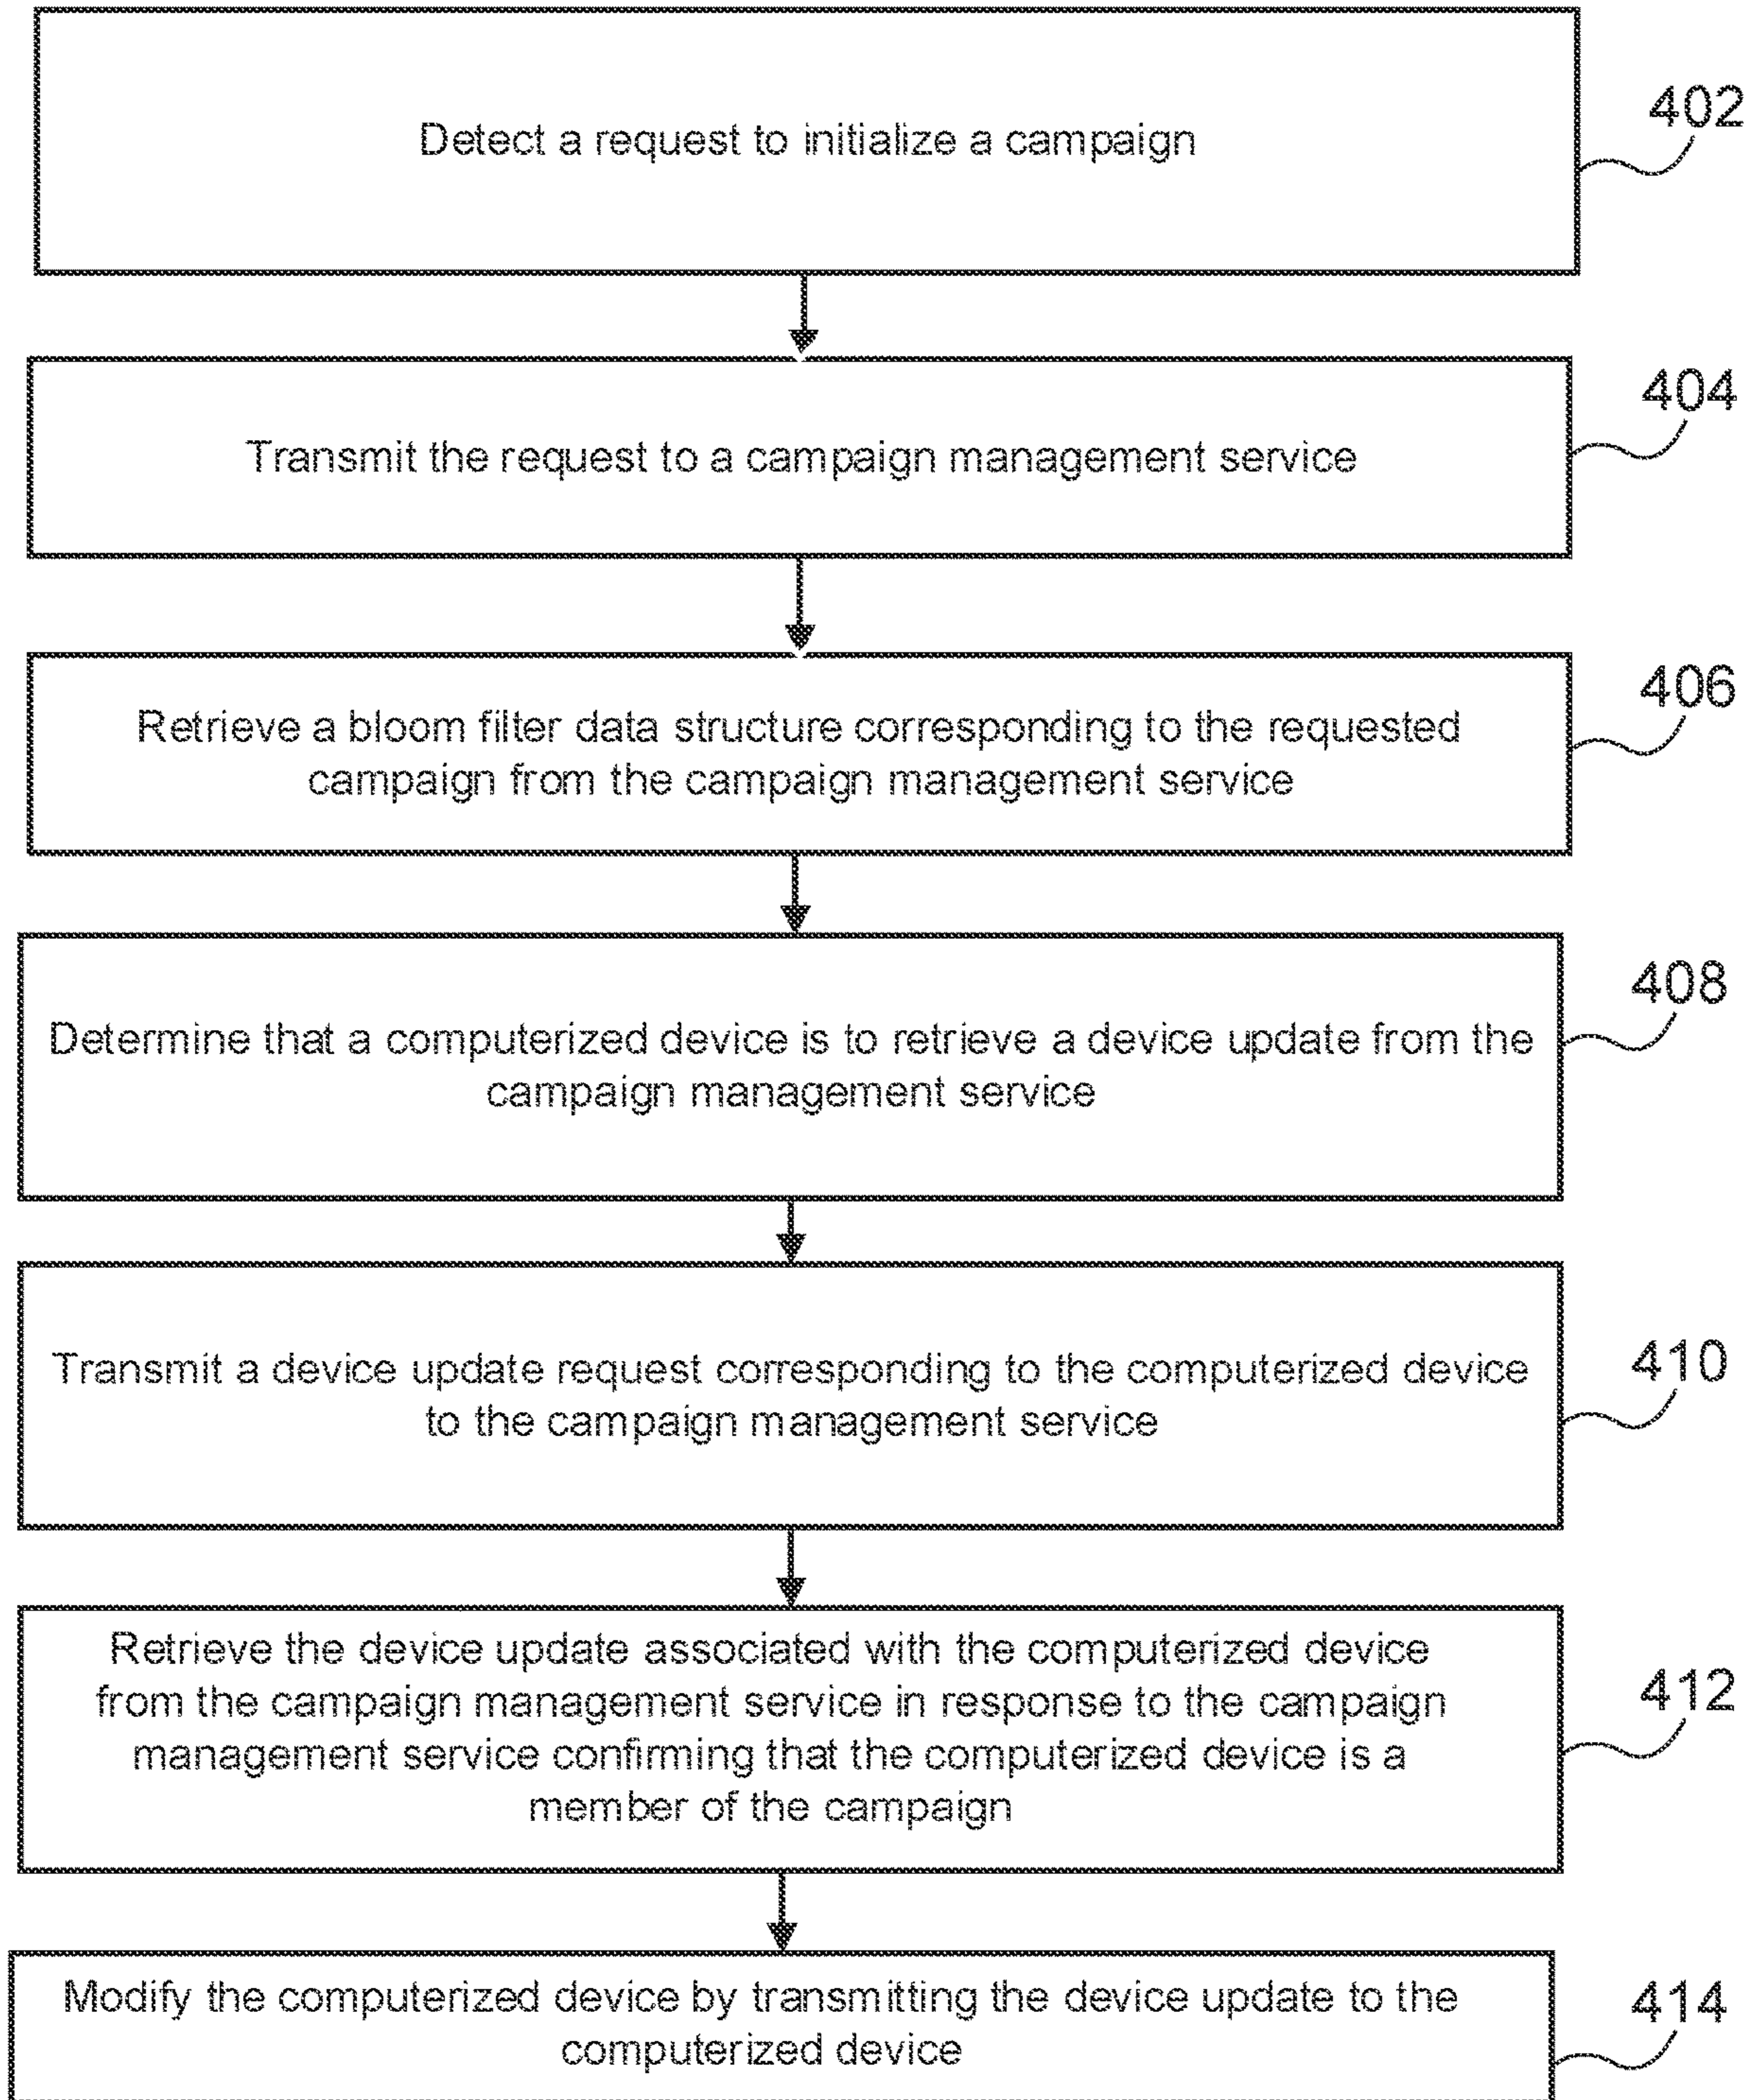 Detect a request to initialize a campaign
402
Transmit the request to a campaign management service
404
Retrieve a bloom filter data structure corresponding to the requested
campaign from the campaign management service
406
Determine that a computerized device is to retrieve a device update from the
campaign management service
408
Transmit a device update request corresponding to the computerized device
to the campaign management service
410
Retrieve the device update associated with the computerized device
from the campaign management service in response to the campaign
management service confirming that the computerized device is a
member of the campaign
412
Modify the computerized device by transmitting the device update to the
computerized device
414